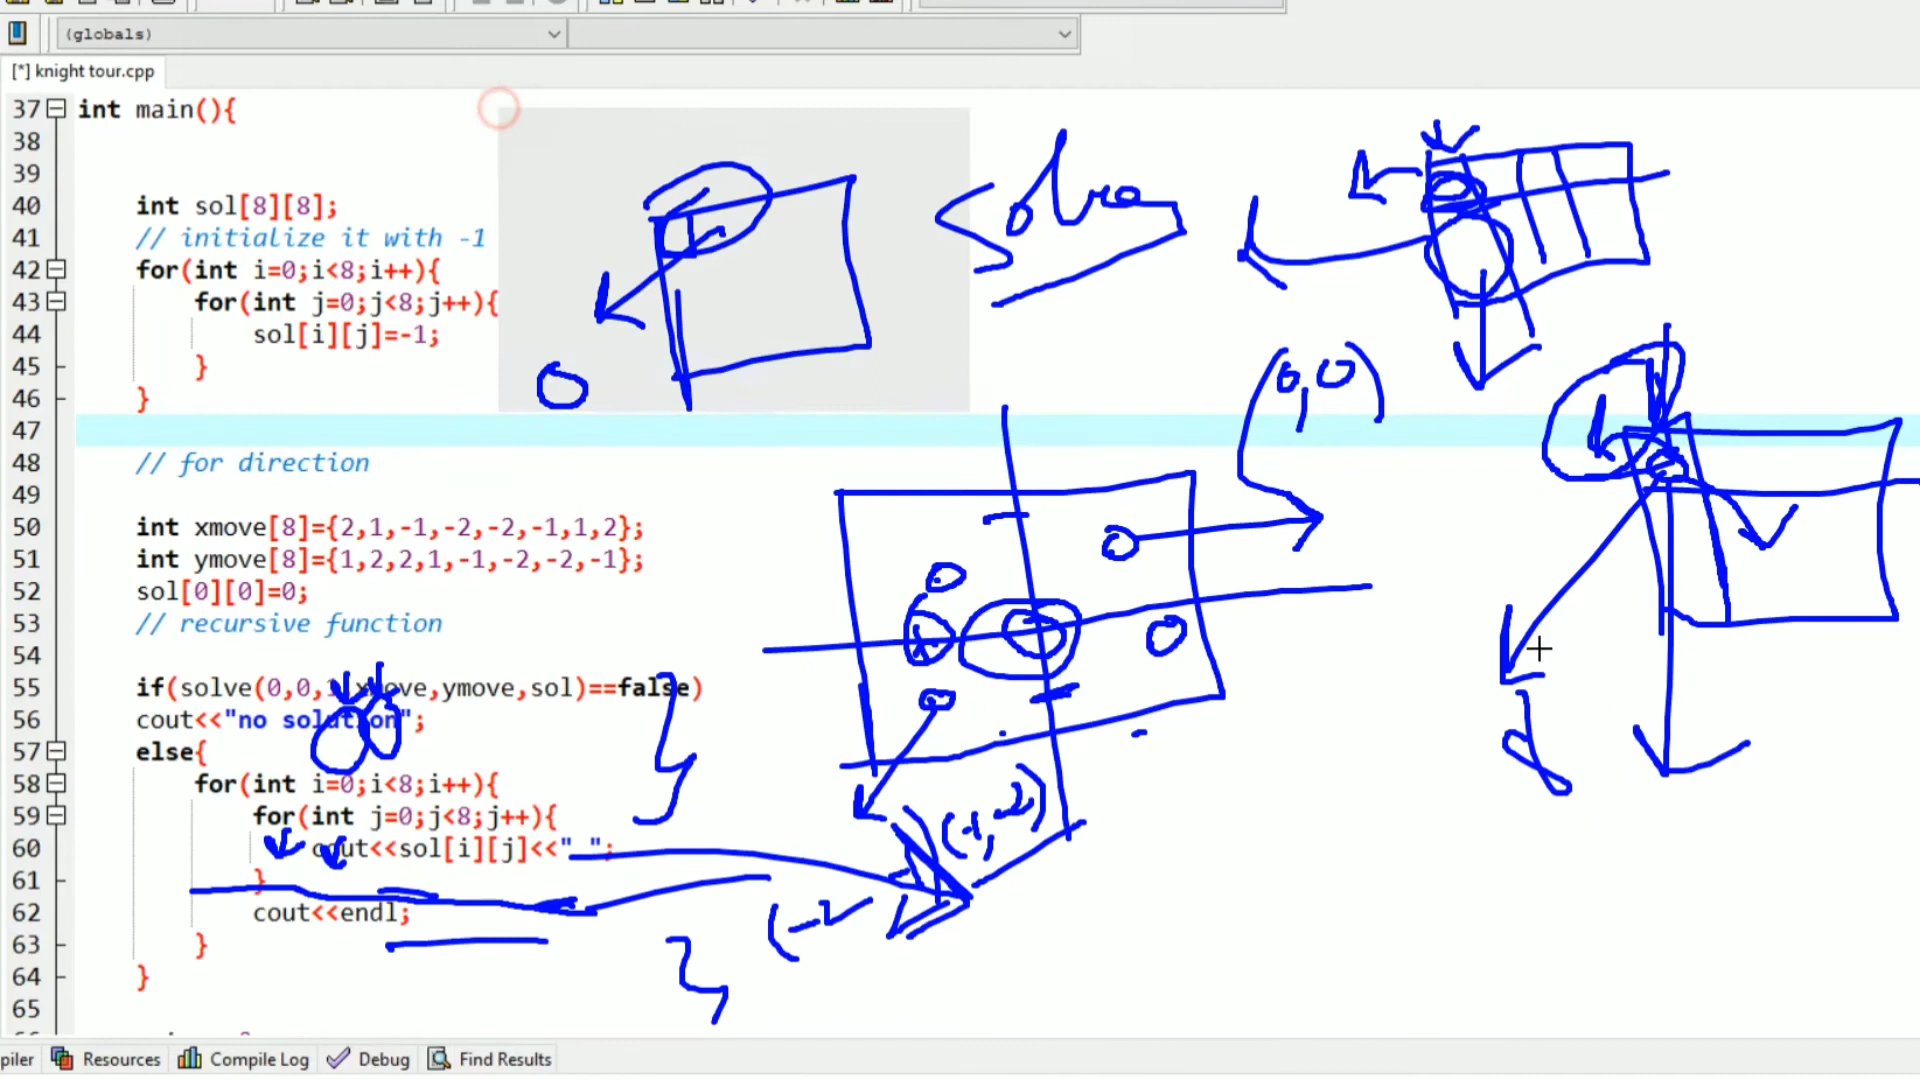 (globals)
[*] knight tour.cpp
37 int main(){
38
39
40 int sol[8][8];
41 // initialize it with -1
42 for(int i=0;i<8;i++){
43 for(int j=0;j<8;j++){
44 sol[i][j]=-1;
45 }
46 }
47
48 // for direction
49
50 int xmove[8]={2,1,-1,-2,-2,-1,1,2};
51 int ymove[8]={1,2,2,1,-1,-2,-2,-1};
52 sol[0][0]=0;
53 // recursive function
54
55 if(solve(0,0,1,xmove,ymove,sol)==false)
56 cout<<"no solution";
57 else{
58 for(int i=0;i<8;i++){
59 for(int j=0;j<8;j++){
60 cout<<sol[i][j]<<" ";
61 }
62 cout<<endl;
63 }
64 }
65
0
(0,0)
(-1,-2)
(-2
piler Resources Compile Log Debug Find Results